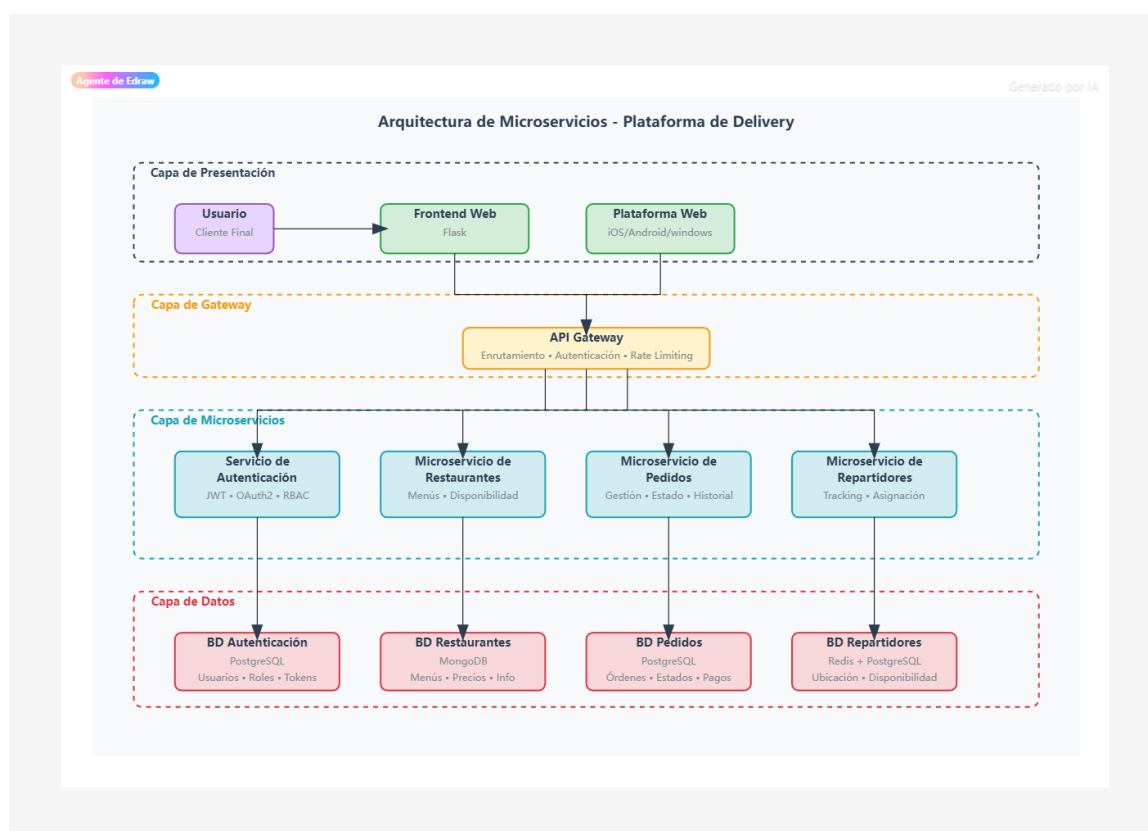 Agente de Edraw
Generado por IA
Arquitectura de Microservicios - Plataforma de Delivery
Capa de Presentación
Usuario
Cliente Final
Frontend Web
Flask
Plataforma Web
iOS/Android/windows
Capa de Gateway
API Gateway
Enrutamiento • Autenticación • Rate Limiting
Capa de Microservicios
Servicio de
Autenticación
JWT • OAuth2 • RBAC
Microservicio de
Restaurantes
Menús • Disponibilidad
Microservicio de
Pedidos
Gestión • Estado • Historial
Microservicio de
Repartidores
Tracking • Asignación
Capa de Datos
BD Autenticación
PostgreSQL
Usuarios • Roles • Tokens
BD Restaurantes
MongoDB
Menús • Precios • Info
BD Pedidos
PostgreSQL
Órdenes • Estados • Pagos
BD Repartidores
Redis + PostgreSQL
Ubicación • Disponibilidad